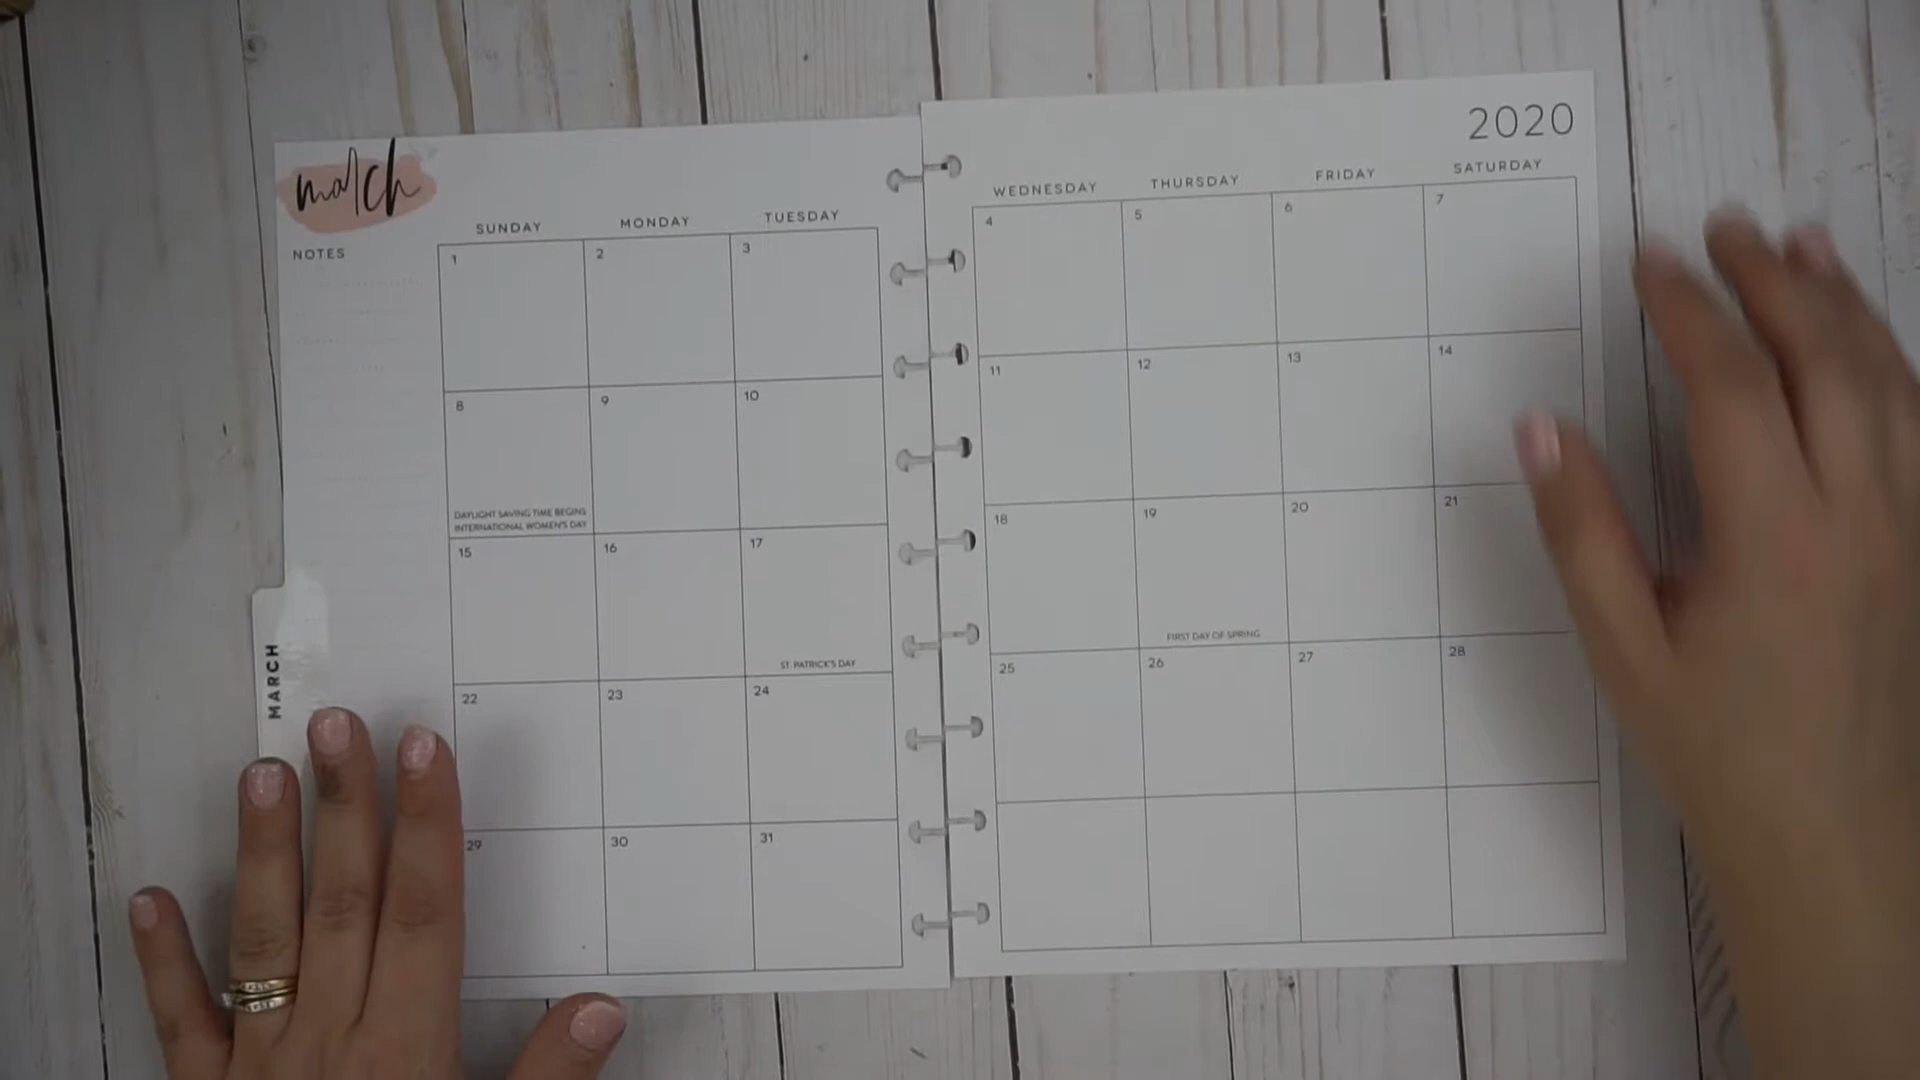 march
2020
NOTES
SUNDAY MONDAY TUESDAY WEDNESDAY THURSDAY FRIDAY SATURDAY
1 2 3 4 5 6 7
8 9 10 11 12 13 14
DAYLIGHT SAVING TIME BEGINS
INTERNATIONAL WOMEN'S DAY
15 16 17 18 19 20 21
ST. PATRICK'S DAY
FIRST DAY OF SPRING
22 23 24 25 26 27 28
29 30 31
MARCH